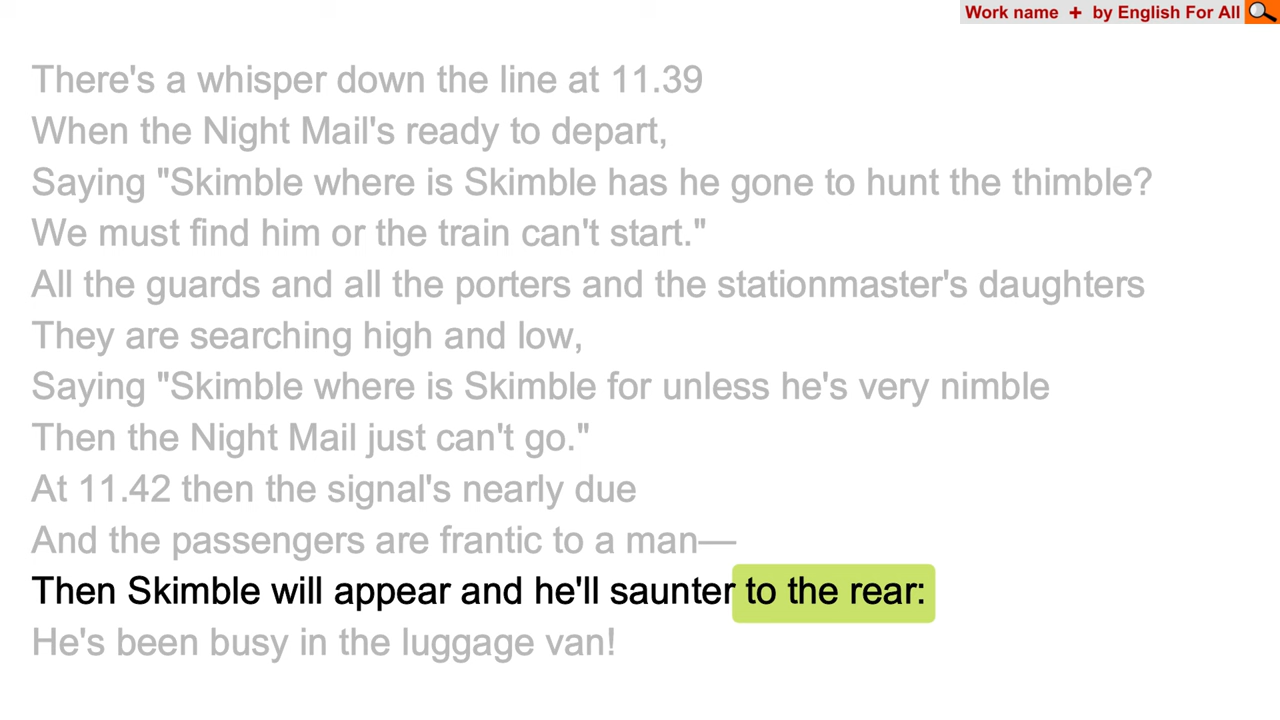 Work name + by English For All
There's a whisper down the line at 11.39
When the Night Mail's ready to depart,
Saying "Skimble where is Skimble has he gone to hunt the thimble?
We must find him or the train can't start."
All the guards and all the porters and the stationmaster's daughters
They are searching high and low,
Saying "Skimble where is Skimble for unless he's very nimble
Then the Night Mail just can't go."
At 11.42 then the signal's nearly due
And the passengers are frantic to a man—
Then Skimble will appear and he'll saunter to the rear:
He's been busy in the luggage van!